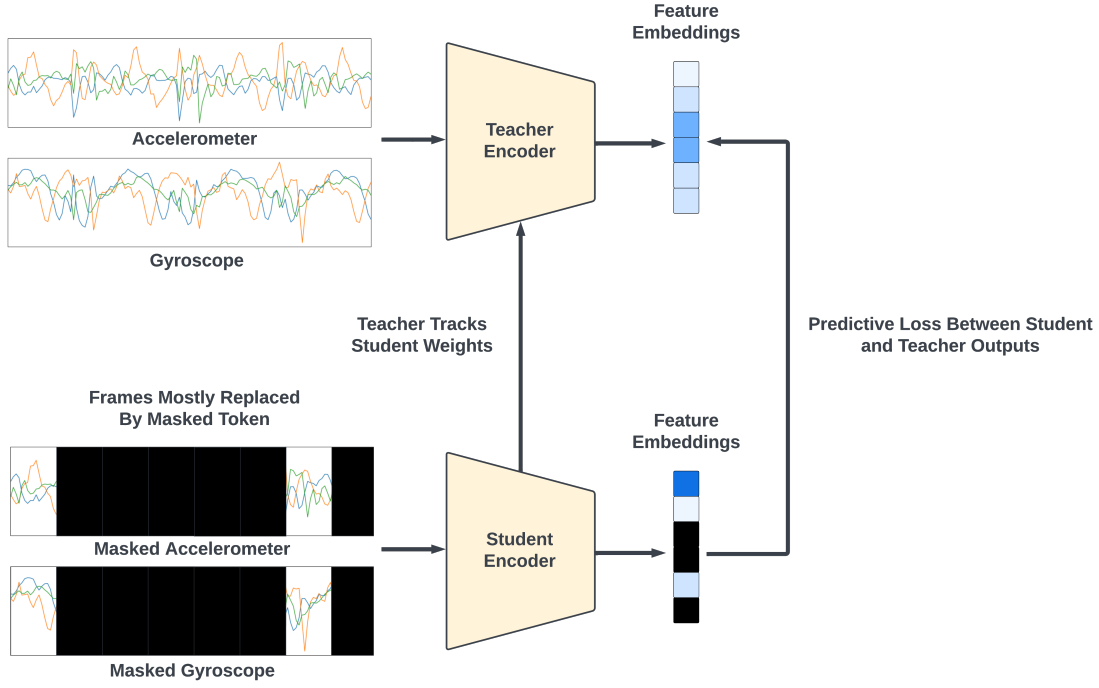 Feature
Embeddings
Accelerometer
Teacher
Encoder
Gyroscope
Teacher Tracks
Student Weights
Predictive Loss Between Student
and Teacher Outputs
Frames Mostly Replaced
By Masked Token
Feature
Embeddings
Masked Accelerometer
Student
Encoder
Masked Gyroscope